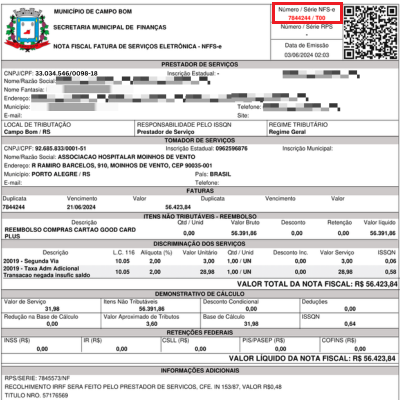 MUNICÍPIO DE CAMPO BOM
SECRETARIA MUNICIPAL DE FINANÇAS
NOTA FISCAL FATURA DE SERVIÇOS ELETRÔNICA - NFFS-e
Número / Série NFS-e
7844244 / T00
Número / Série RPS
-
Data de Emissão
03/06/2024 02:03
PRESTADOR DE SERVIÇOS
CNPJ/CPF: 33.034.546/0098-18 Inscrição Estadual: -
Nome/Razão Social:
Nome Fantasia:
Endereço:
Município: Telefone:
E-mail: Site:
LOCAL DE TRIBUTAÇÃO RESPONSABILIDADE PELO ISSQN REGIME TRIBUTÁRIO
Campo Bom / RS Prestador de Serviço Regime Geral
TOMADOR DE SERVIÇOS
CNPJ/CPF: 92.685.833/0001-51 Inscrição Estadual: 0962596876 Inscrição Municipal:
Nome/Razão Social: ASSOCIACAO HOSPITALAR MOINHOS DE VENTO
Endereço: R RAMIRO BARCELOS, 910, MOINHOS DE VENTO, CEP 90035-001
Município: PORTO ALEGRE / RS País: BRASIL
E-mail: Telefone:
FATURAS
Duplicata Vencimento Valor Duplicata Vencimento Valor
7844244 21/06/2024 56.423,84
ITENS NÃO TRIBUTÁVEIS - REEMBOLSO
Descrição Qtd / Unid Valor Bruto Desconto Retenção Valor líquido
REEMBOLSO COMPRAS CARTAO GOOD CARD PLUS 0,00 56.391,86 0,00 0,00 56.391,86
DISCRIMINAÇÃO DOS SERVIÇOS
Descrição L.C. 116 Alíquota (%) Valor Unitário Qtd / Unit Desconto Inc. Valor Serviço ISSQN
20019 - Segunda Via 10.05 2,00 3,00 1,00 / UN 0,00 3,00 0,06
20019 - Taxa Adm Adicional Transacao negada insufic saldo 10.05 2,00 28,98 1,00 / UN 0,00 28,98 0,58
VALOR TOTAL DA NOTA FISCAL: R$ 56.423,84
DEMONSTRATIVO DE CÁLCULO
Valor de Serviço Itens Não Tributáveis Desconto Condicional Deduções
31,98 56.391,86 0,00 0,00
Redução na Base de Cálculo Valor Aproximado de Tributos Base de Cálculo ISSQN
0,00 3,60 31,98 0,64
RETENÇÕES FEDERAIS
INSS (R$) IR (R$) CSLL (R$) PIS/PASEP (R$) COFINS (R$)
0,00 0,00 0,00 0,00 0,00
VALOR LÍQUIDO DA NOTA FISCAL: R$ 56.423,84
INFORMAÇÕES ADICIONAIS
RPS/SERIE: 7845573/NF
RECOLHIMENTO IRRF SERA FEITO PELO PRESTADOR DE SERVICOS, CFE. IN 153/87, VALOR R$0,48
TITULO NRO. 57176569